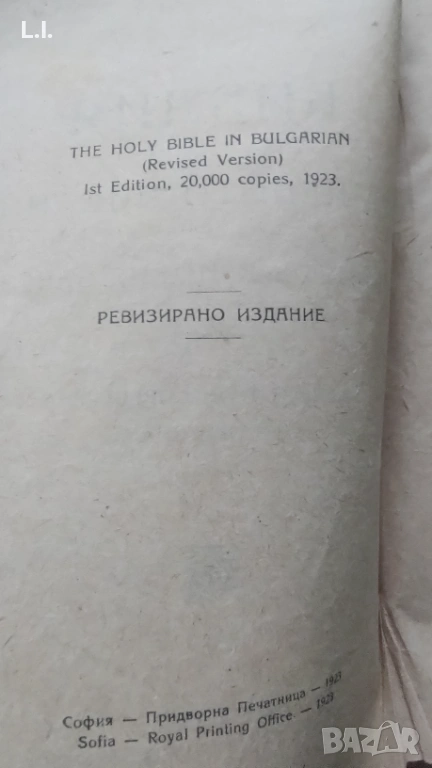 L.I.
THE HOLY BIBLE IN BULGARIAN
(Revised Version)
1st Edition, 20,000 copies, 1923.
РЕВИЗИРАНО ИЗДАНИЕ
София — Придворна Печатница — 1923
Sofia — Royal Printing Office — 1923
BAZAR